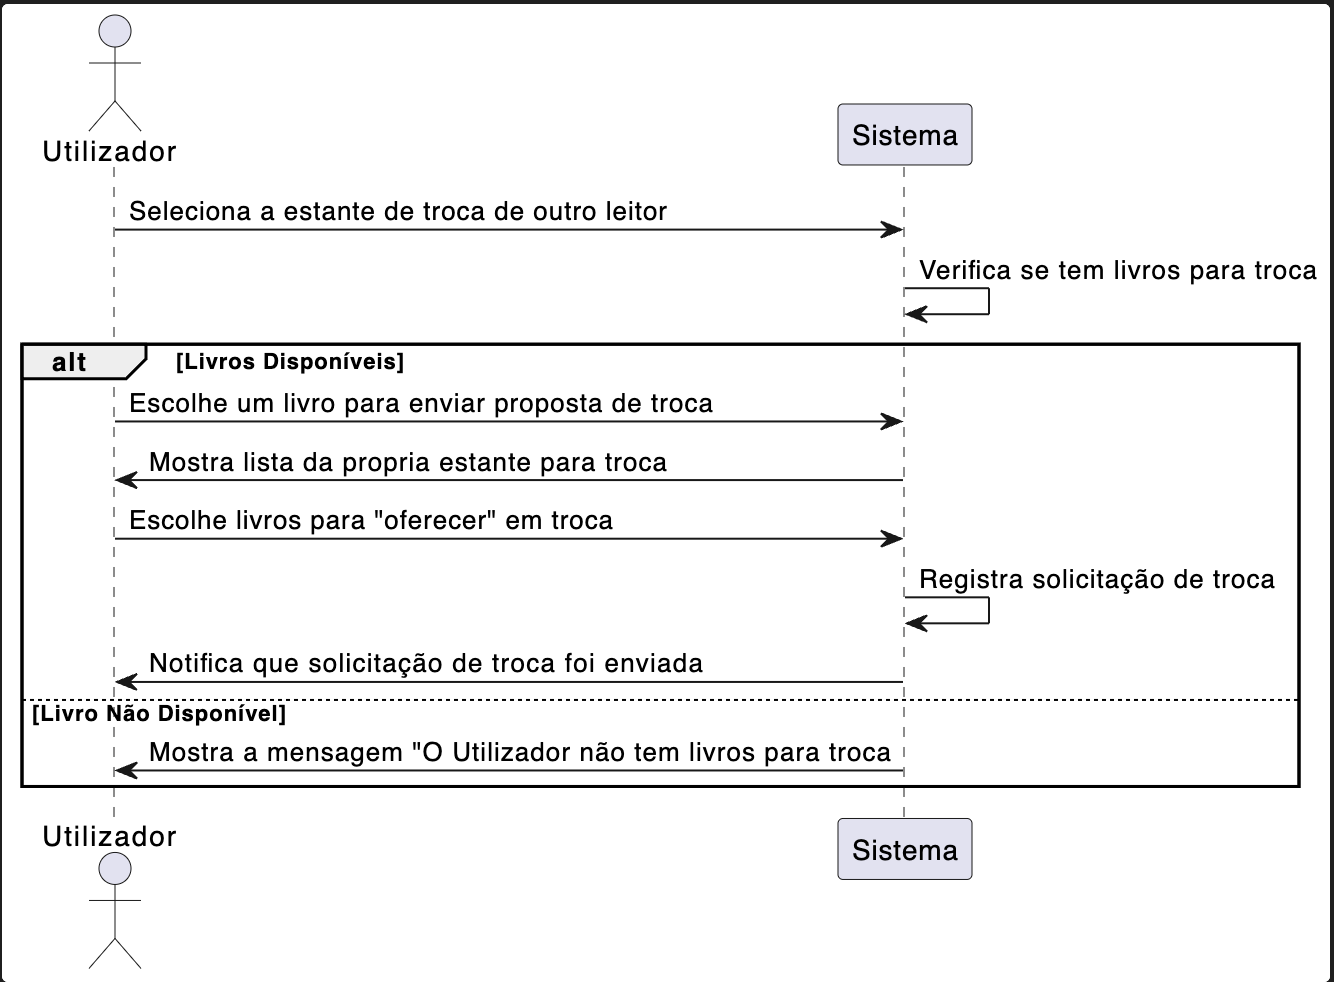 Utilizador
Sistema
Seleciona a estante de troca de outro leitor
Verifica se tem livros para troca
alt [Livros Disponíveis]
Escolhe um livro para enviar proposta de troca
Mostra lista da propria estante para troca
Escolhe livros para "oferecer" em troca
Registra solicitação de troca
Notifica que solicitação de troca foi enviada
[Livro Não Disponível]
Mostra a mensagem "O Utilizador não tem livros para troca
Utilizador
Sistema